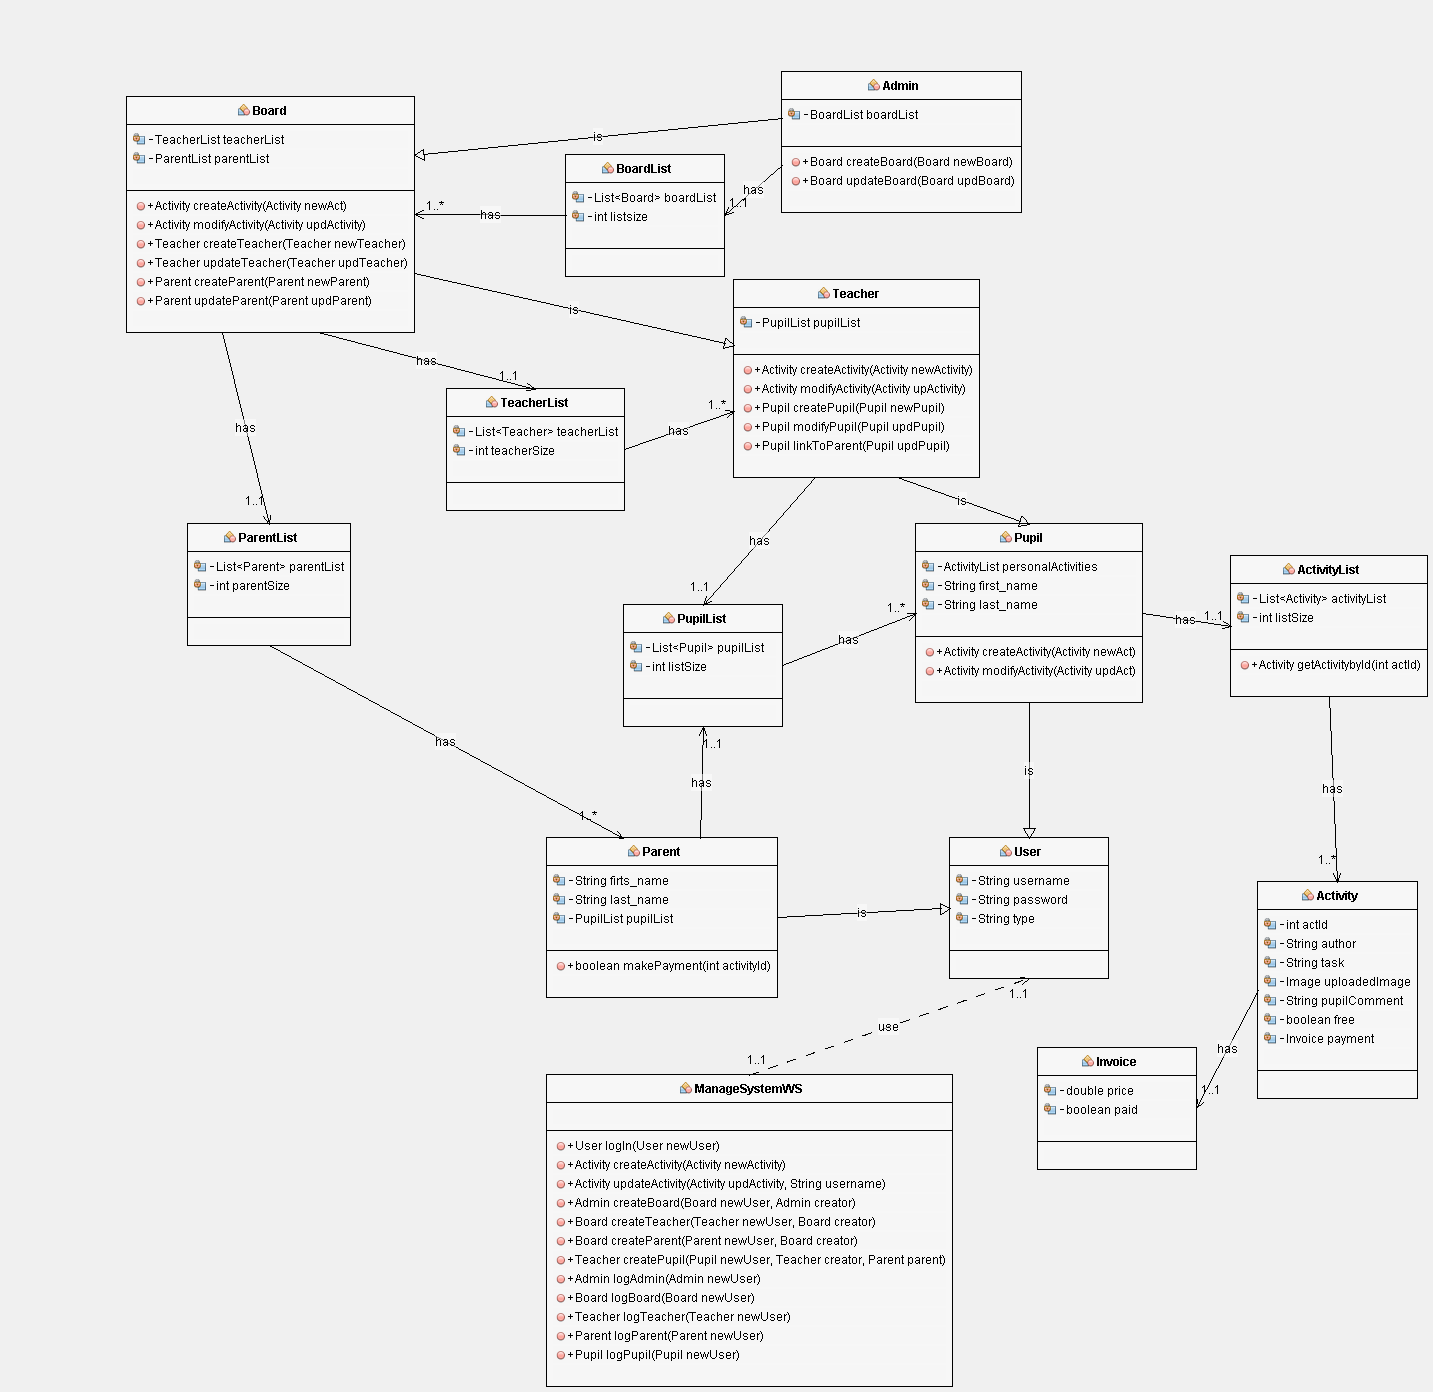 Board
- TeacherList teacherList
- ParentList parentList
+ Activity createActivity(Activity newAct)
+ Activity modifyActivity(Activity updActivity)
+ Teacher createTeacher(Teacher newTeacher)
+ Teacher updateTeacher(Teacher updTeacher)
+ Parent createParent(Parent newParent)
+ Parent updateParent(Parent updParent)
is
Admin
- BoardList boardList
+ Board createBoard(Board newBoard)
+ Board updateBoard(Board updBoard)
has
1..1
BoardList
- List<Board> boardList
- int listsize
1..*
has
is
Teacher
- PupilList pupilList
+ Activity createActivity(Activity newActivity)
+ Activity modifyActivity(Activity upActivity)
+ Pupil createPupil(Pupil newPupil)
+ Pupil modifyPupil(Pupil updPupil)
+ Pupil linkToParent(Pupil updPupil)
has
1..1
TeacherList
- List<Teacher> teacherList
- int teacherSize
1..*
has
has
1..1
ParentList
- List<Parent> parentList
- int parentSize
is
has
1..1
Pupil
- ActivityList personalActivities
- String first_name
- String last_name
+ Activity createActivity(Activity newAct)
+ Activity modifyActivity(Activity updAct)
PupilList
- List<Pupil> pupilList
- int listSize
1..*
has
has
1..1
ActivityList
- List<Activity> activityList
- int listSize
+ Activity getActivitybyId(int actId)
has
1..*
1..1
has
is
has
1..*
Parent
- String firts_name
- String last_name
- PupilList pupilList
+ boolean makePayment(int activityId)
is
User
- String username
- String password
- String type
Activity
- int actId
- String author
- String task
- Image uploadedImage
- String pupilComment
- boolean free
- Invoice payment
1..1
use
1..1
has
1..1
Invoice
- double price
- boolean paid
ManageSystemWS
+ User logIn(User newUser)
+ Activity createActivity(Activity newActivity)
+ Activity updateActivity(Activity updActivity, String username)
+ Admin createBoard(Board newUser, Admin creator)
+ Board createTeacher(Teacher newUser, Board creator)
+ Board createParent(Parent newUser, Board creator)
+ Teacher createPupil(Pupil newUser, Teacher creator, Parent parent)
+ Admin logAdmin(Admin newUser)
+ Board logBoard(Board newUser)
+ Teacher logTeacher(Teacher newUser)
+ Parent logParent(Parent newUser)
+ Pupil logPupil(Pupil newUser)